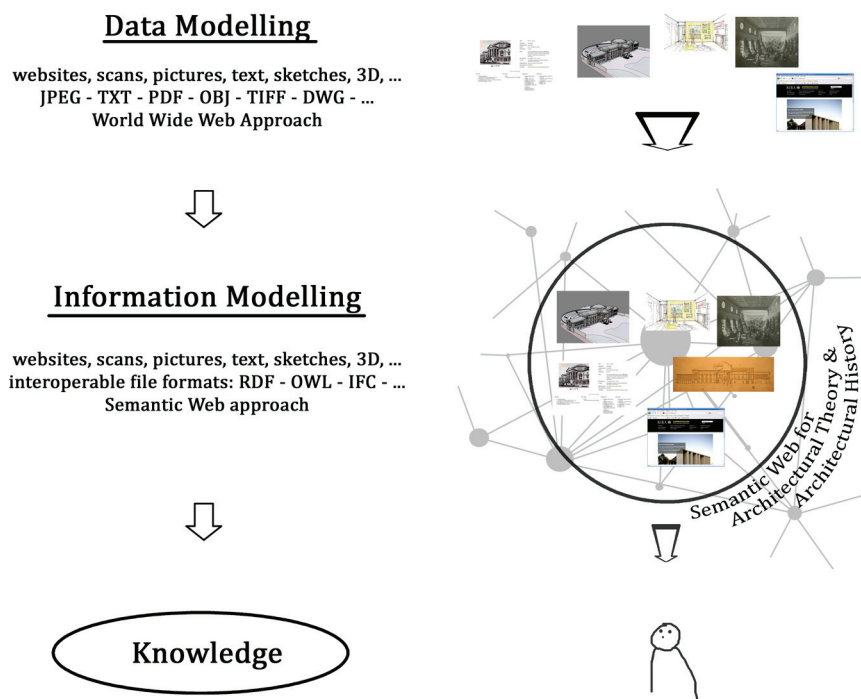 Data Modelling
websites, scans, pictures, text, sketches, 3D, ...
JPEG - TXT - PDF - OBJ - TIFF - DWG - ...
World Wide Web Approach
Information Modelling
websites, scans, pictures, text, sketches, 3D, ...
interoperable file formats: RDF - OWL - IFC - ...
Semantic Web approach
Semantic Web for
Architectural Theory &
Architectural History
Knowledge